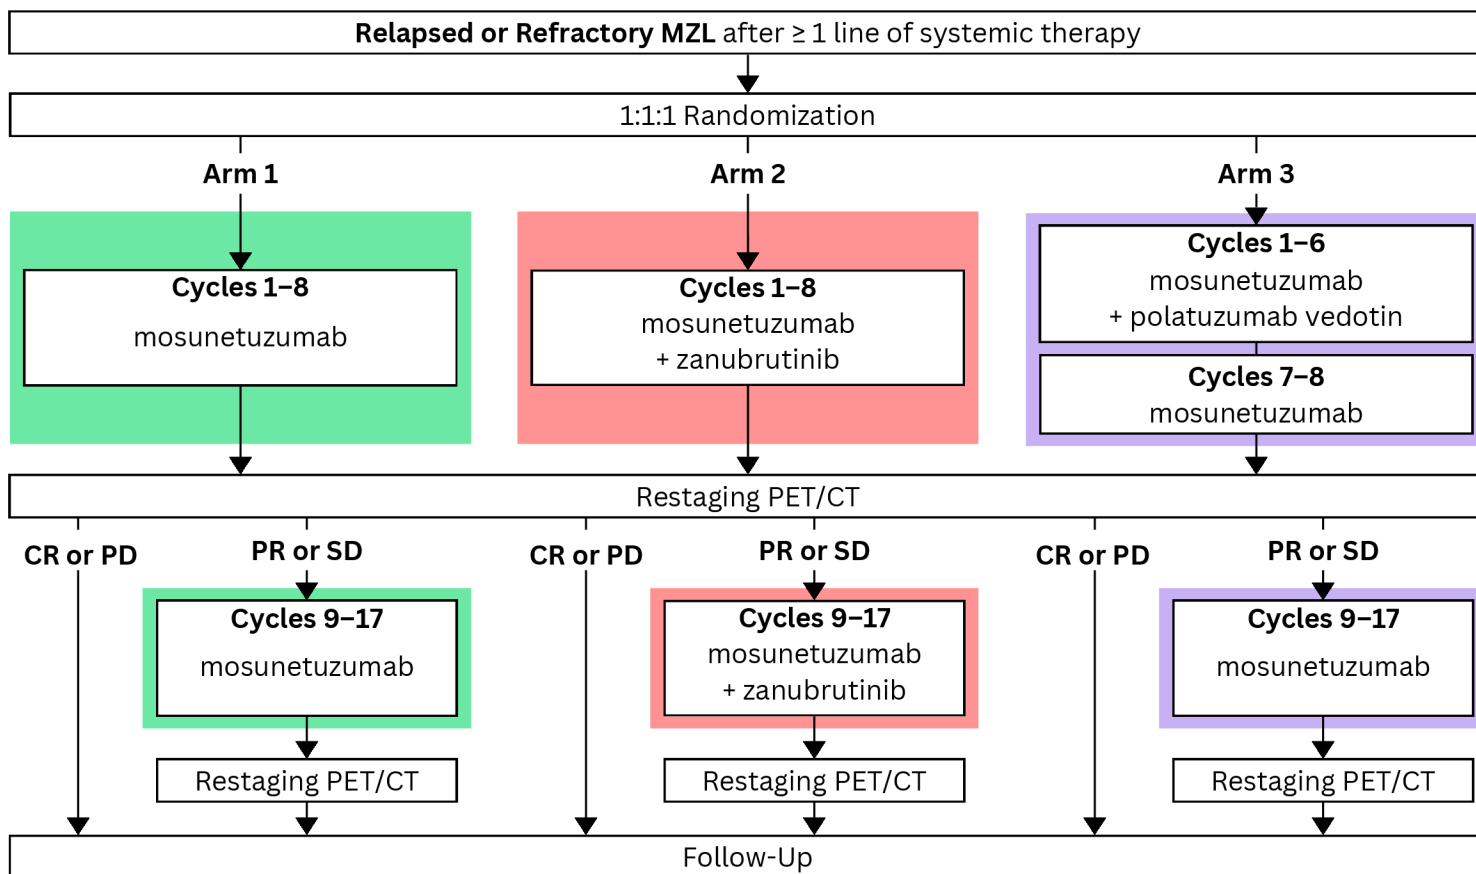 Relapsed or Refractory MZL after ≥ 1 line of systemic therapy
1:1:1 Randomization
Arm 1
Arm 2
Arm 3
Cycles 1–8
mosunetuzumab
Cycles 1–8
mosunetuzumab
+ zanubrutinib
Cycles 1–6
mosunetuzumab
+ polatuzumab vedotin
Cycles 7–8
mosunetuzumab
Restaging PET/CT
CR or PD
PR or SD
CR or PD
PR or SD
CR or PD
PR or SD
Cycles 9–17
mosunetuzumab
Cycles 9–17
mosunetuzumab
+ zanubrutinib
Cycles 9–17
mosunetuzumab
Restaging PET/CT
Restaging PET/CT
Restaging PET/CT
Follow-Up